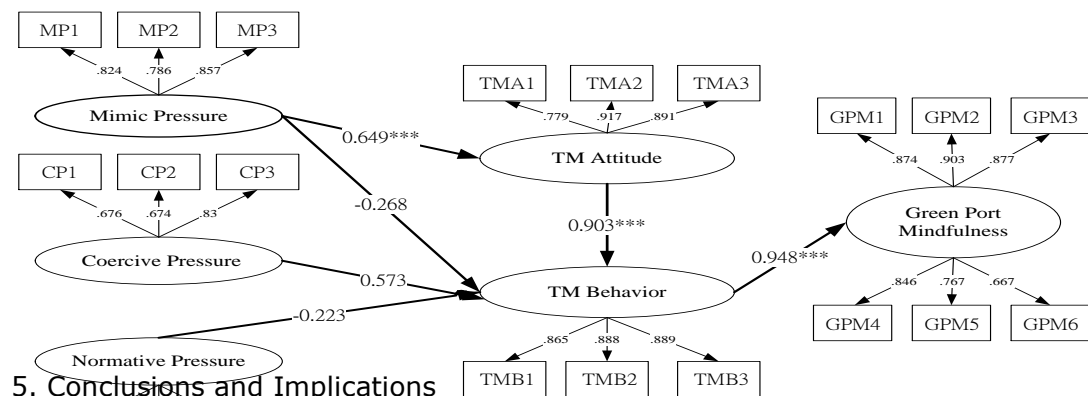 MP1 MP2 MP3
.824 .786 .857
Mimic Pressure
TMA1 TMA2 TMA3
.779 .917 .891
TM Attitude
0.649***
GPM1 GPM2 GPM3
.874 .903 .877
Green Port
Mindfulness
CP1 CP2 CP3
.676 .674 .83
Coercive Pressure
-0.268
0.903***
0.573
0.948***
TM Behavior
-0.223
.846 .767 .667
GPM4 GPM5 GPM6
Normative Pressure
.865 .888 .889
TMB1 TMB2 TMB3
5. Conclusions and Implications